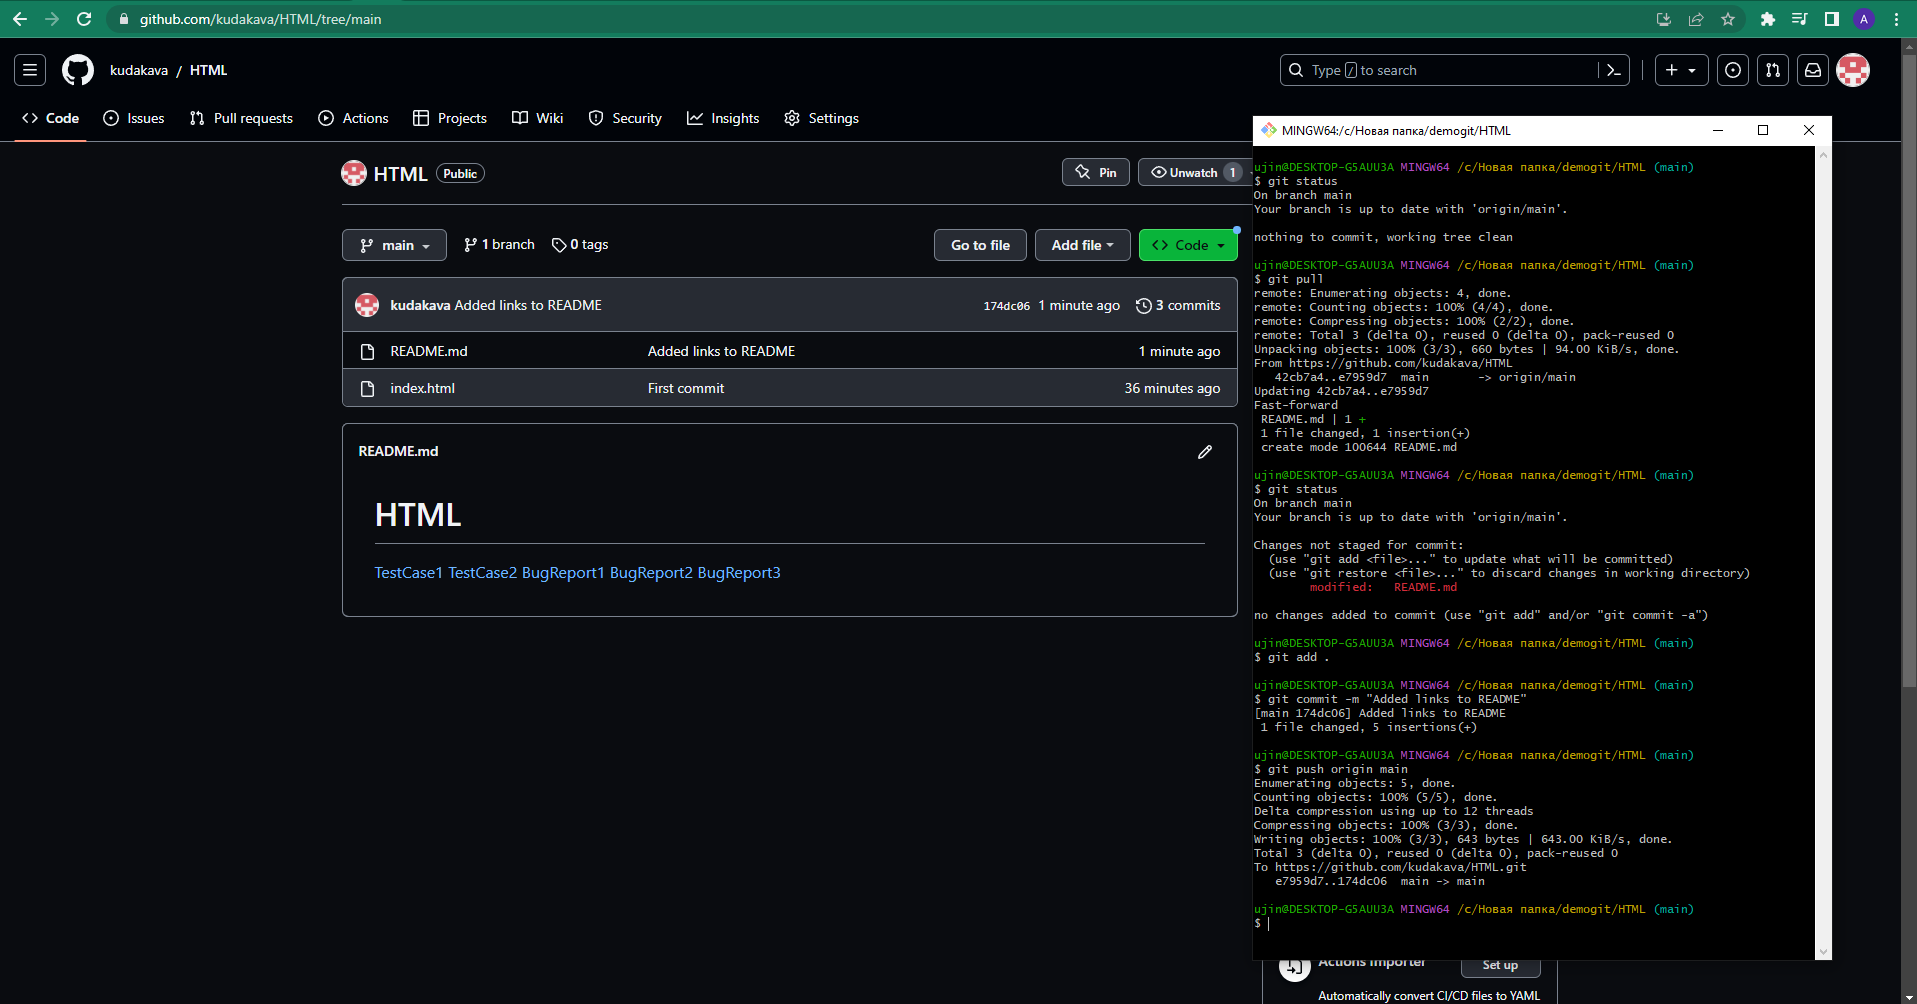 github.com/kudakava/HTML/tree/main
A
kudakava / HTML
Type / to search
Code Issues Pull requests Actions Projects Wiki Security Insights Settings
HTML Public
Pin Unwatch 1
main 1 branch 0 tags
Go to file Add file Code
kudakava Added links to README 174dc06 1 minute ago 3 commits
README.md Added links to README 1 minute ago
index.html First commit 36 minutes ago
README.md
HTML
TestCase1 TestCase2 BugReport1 BugReport2 BugReport3
MINGW64:/c/Новая папка/demogit/HTML
ujin@DESKTOP-G5AUU3A MINGW64 /c/Новая папка/demogit/HTML (main)
$ git status
On branch main
Your branch is up to date with 'origin/main'.
nothing to commit, working tree clean
ujin@DESKTOP-G5AUU3A MINGW64 /c/Новая папка/demogit/HTML (main)
$ git pull
remote: Enumerating objects: 4, done.
remote: Counting objects: 100% (4/4), done.
remote: Compressing objects: 100% (2/2), done.
remote: Total 3 (delta 0), reused 0 (delta 0), pack-reused 0
Unpacking objects: 100% (3/3), 660 bytes | 94.00 KiB/s, done.
From https://github.com/kudakava/HTML
42cb7a4..e7959d7 main -> origin/main
Updating 42cb7a4..e7959d7
Fast-forward
README.md | 1 +
1 file changed, 1 insertion(+)
create mode 100644 README.md
ujin@DESKTOP-G5AUU3A MINGW64 /c/Новая папка/demogit/HTML (main)
$ git status
On branch main
Your branch is up to date with 'origin/main'.
Changes not staged for commit:
(use "git add <file>..." to update what will be committed)
(use "git restore <file>..." to discard changes in working directory)
modified: README.md
no changes added to commit (use "git add" and/or "git commit -a")
ujin@DESKTOP-G5AUU3A MINGW64 /c/Новая папка/demogit/HTML (main)
$ git add .
ujin@DESKTOP-G5AUU3A MINGW64 /c/Новая папка/demogit/HTML (main)
$ git commit -m "Added links to README"
[main 174dc06] Added links to README
1 file changed, 5 insertions(+)
ujin@DESKTOP-G5AUU3A MINGW64 /c/Новая папка/demogit/HTML (main)
$ git push origin main
Enumerating objects: 5, done.
Counting objects: 100% (5/5), done.
Delta compression using up to 12 threads
Compressing objects: 100% (3/3), done.
Writing objects: 100% (3/3), 643 bytes | 643.00 KiB/s, done.
Total 3 (delta 0), reused 0 (delta 0), pack-reused 0
To https://github.com/kudakava/HTML.git
e7959d7..174dc06 main -> main
ujin@DESKTOP-G5AUU3A MINGW64 /c/Новая папка/demogit/HTML (main)
$
Actions Importer Set up
Automatically convert CI/CD files to YAML